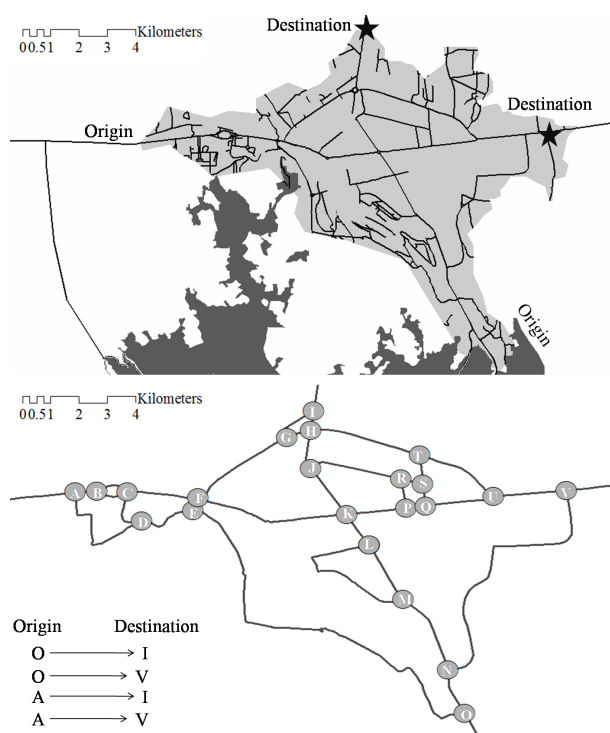 Kilometers
0 0.5 1 2 3 4
Destination
Destination
Origin
Origin
Kilometers
0 0.5 1 2 3 4
I
G H
T
J
R S
A B C
F
E
D
K
P Q
U
V
L
M
N
O
Origin Destination
O I
O V
A I
A V